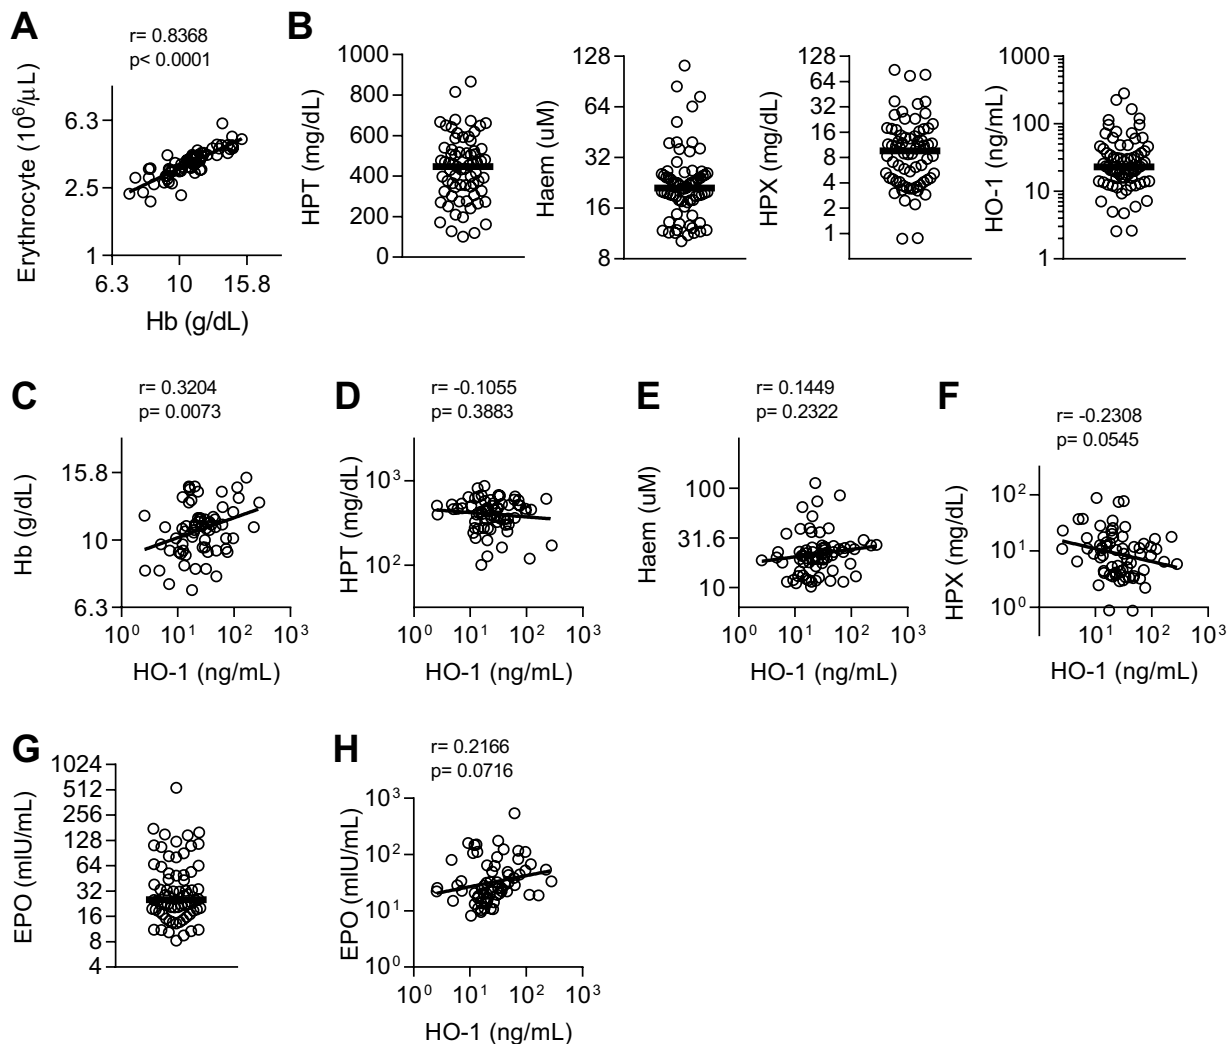 A
r= 0.8368
p< 0.0001
Erythrocyte (10⁶/µL)
6.3
2.5
1
6.3 10 15.8
Hb (g/dL)
B
HPT (mg/dL)
1000
800
600
400
200
0
Haem (uM)
128
64
32
16
8
HPX (mg/dL)
128
64
32
16
8
4
2
1
HO-1 (ng/mL)
1000
100
10
1
C
r= 0.3204
p= 0.0073
Hb (g/dL)
15.8
10
6.3
10⁰ 10¹ 10² 10³
HO-1 (ng/mL)
D
r= -0.1055
p= 0.3883
HPT (mg/dL)
10³
10²
10⁰ 10¹ 10² 10³
HO-1 (ng/mL)
E
r= 0.1449
p= 0.2322
Haem (uM)
100
31.6
10
10⁰ 10¹ 10² 10³
HO-1 (ng/mL)
F
r= -0.2308
p= 0.0545
HPX (mg/dL)
10²
10¹
10⁰
10¹ 10² 10³
HO-1 (ng/mL)
G
EPO (mIU/mL)
1024
512
256
128
64
32
16
8
4
H
r= 0.2166
p= 0.0716
EPO (mIU/mL)
10³
10²
10¹
10⁰
10⁰ 10¹ 10² 10³
HO-1 (ng/mL)